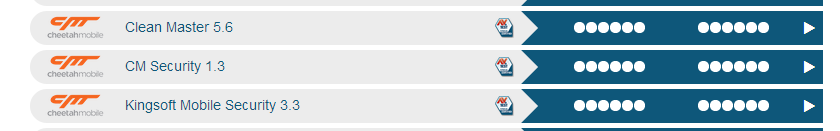 cheetahmobile Clean Master 5.6
cheetahmobile CM Security 1.3
cheetahmobile Kingsoft Mobile Security 3.3